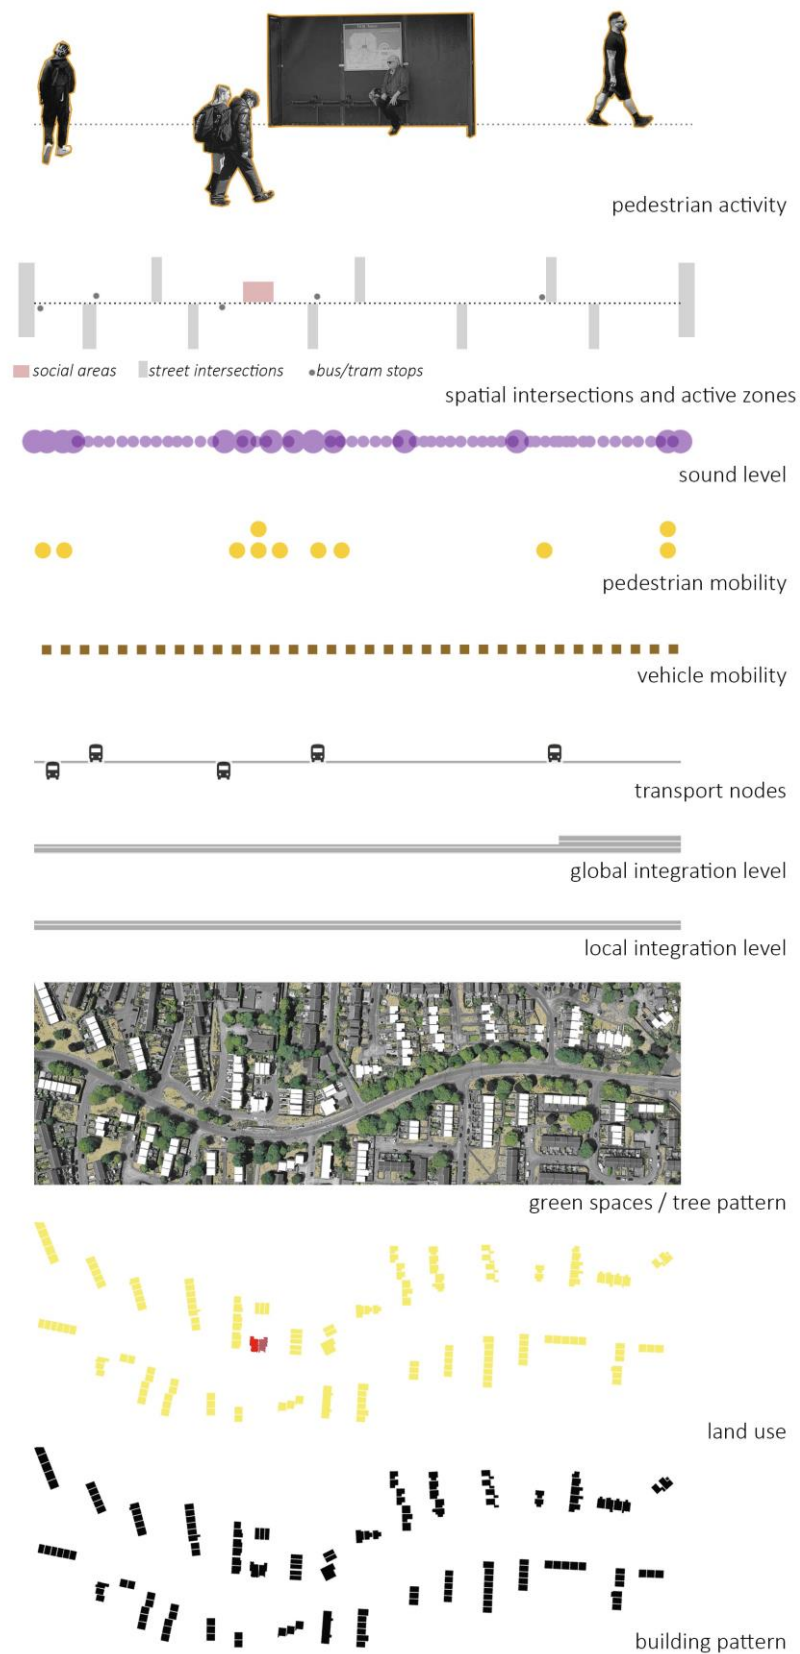 pedestrian activity
social areas
street intersections
bus/tram stops
spatial intersections and active zones
sound level
pedestrian mobility
vehicle mobility
transport nodes
global integration level
local integration level
green spaces / tree pattern
land use
building pattern